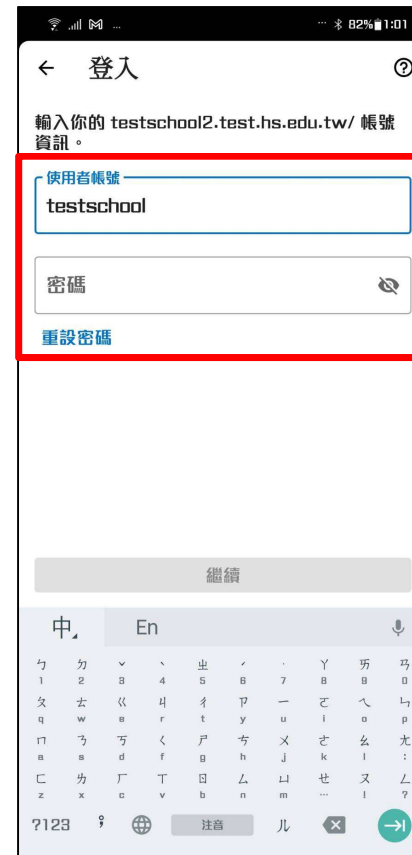 ... ... 82% 1:01
登入
輸入你的 testschool2.test.hs.edu.tw/ 帳號
資訊。
使用者帳號
testschool
密碼
重設密碼
繼續
中 En
ㄅ ㄉ ˇ ˋ ㄓ ˊ ˙ ㄚ ㄞ ㄢ
1 2 3 4 5 6 7 8 9 0
ㄆ ㄊ ㄍ ㄐ ㄔ ㄗ ㄧ ㄛ ㄟ ㄣ
q w e r t y u i o p
ㄇ ㄋ ㄎ ㄑ ㄕ ㄘ ㄨ ㄜ ㄠ ㄤ
a s d f g h j k l :
ㄈ ㄌ ㄏ ㄒ ㄖ ㄙ ㄩ ㄝ ㄡ ㄥ
z x c v b n m ... ! ?
?123 注音 ㄦ